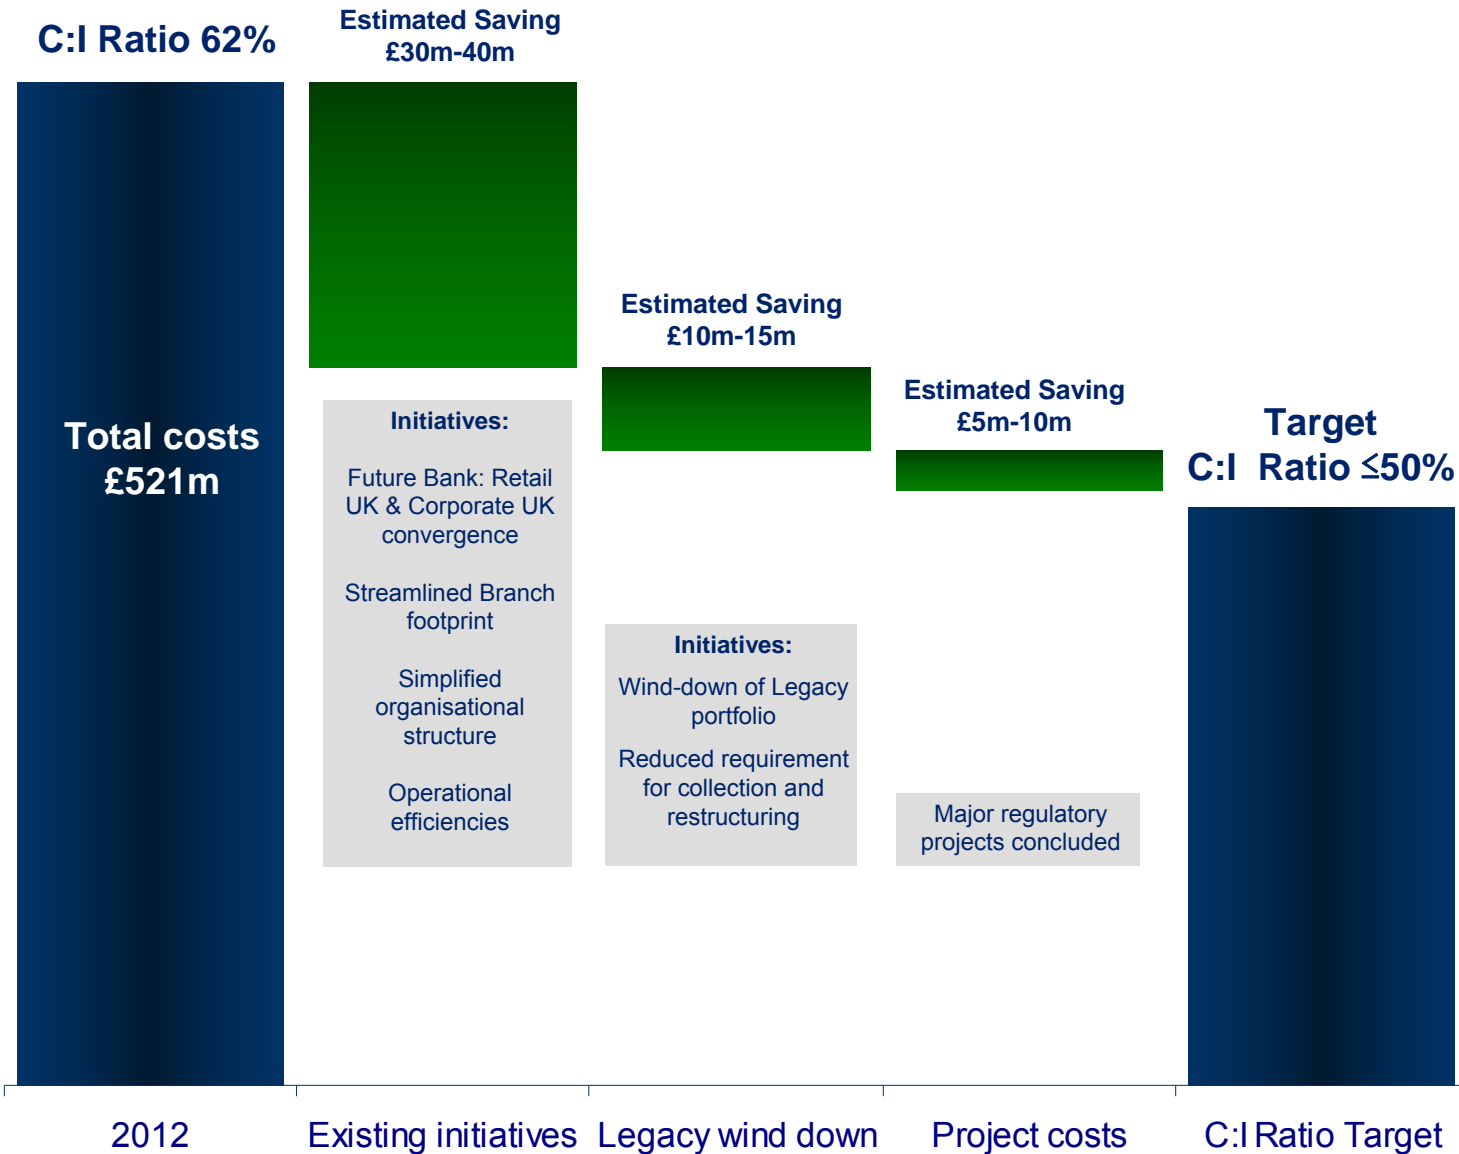 C:I Ratio 62%
Estimated Saving
£30m-40m
Total costs
£521m
Initiatives:
Future Bank: Retail
UK & Corporate UK
convergence
Streamlined Branch
footprint
Simplified
organisational
structure
Operational
efficiencies
Estimated Saving
£10m-15m
Initiatives:
Wind-down of Legacy
portfolio
Reduced requirement
for collection and
restructuring
Estimated Saving
£5m-10m
Major regulatory
projects concluded
Target
C:I Ratio ≤50%
2012
Existing initiatives
Legacy wind down
Project costs
C:I Ratio Target